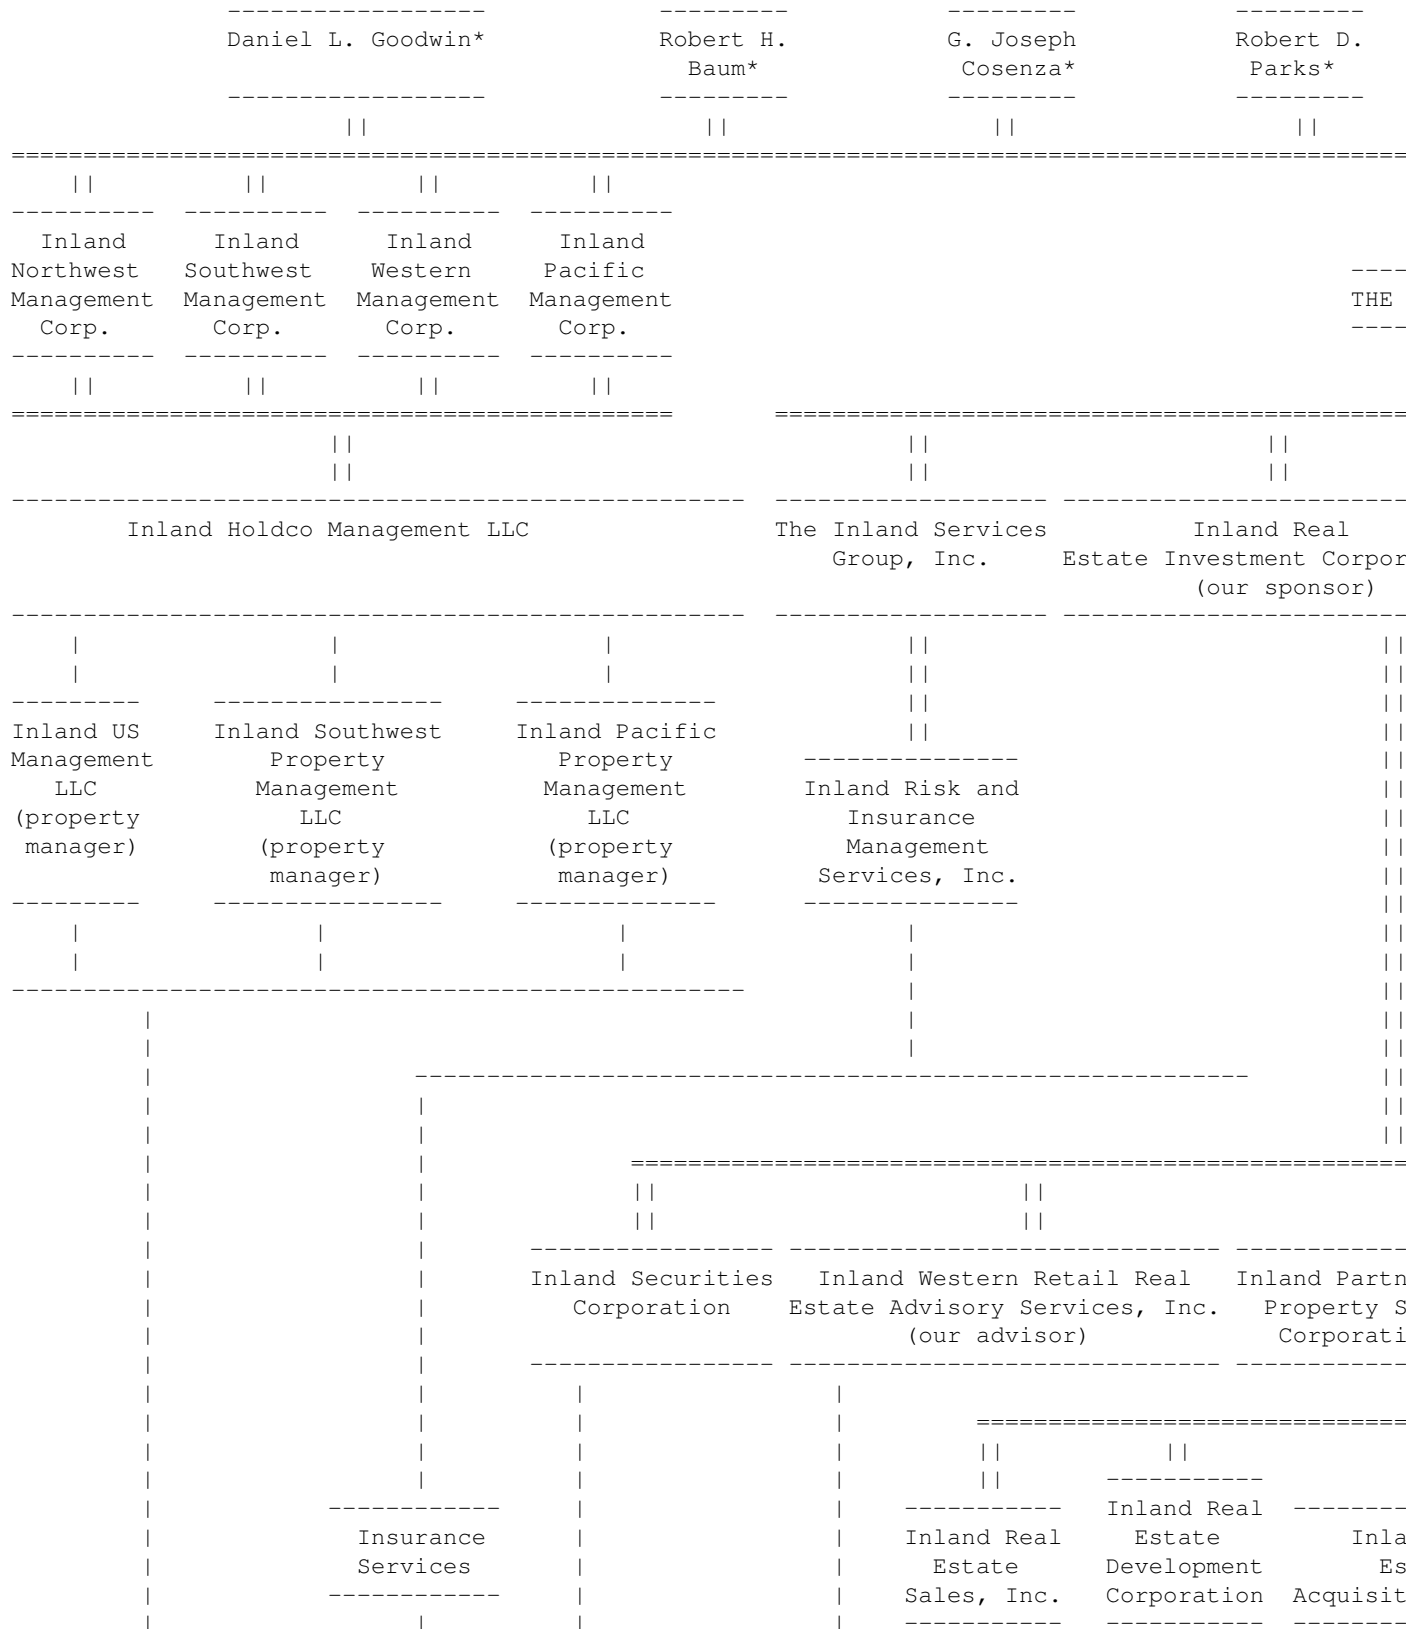 Daniel L. Goodwin* Robert H. G. Joseph Robert D.
Baum* Cosenza* Parks*
Inland Inland Inland Inland
Northwest Southwest Western Pacific
Management Management Management Management THE
Corp. Corp. Corp. Corp.
Inland Holdco Management LLC The Inland Services Inland Real
Group, Inc. Estate Investment Corpor
(our sponsor)
Inland US Inland Southwest Inland Pacific
Management Property Property
LLC Management Management Inland Risk and
(property LLC LLC Insurance
manager) (property (property Management
manager) manager) Services, Inc.
Inland Securities Inland Western Retail Real Inland Partn
Corporation Estate Advisory Services, Inc. Property S
(our advisor) Corporati
Inland Real
Insurance Inland Real Estate Inla
Services Estate Development Es
Sales, Inc. Corporation Acquisit